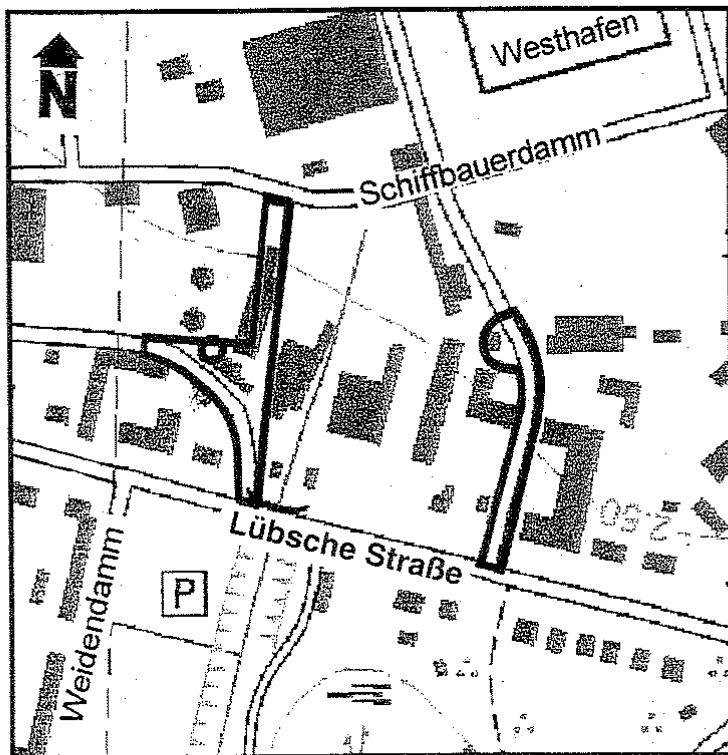 Westhafen
N
Schiffbauerdamm
Lübsche Straße
P
Weidendamm